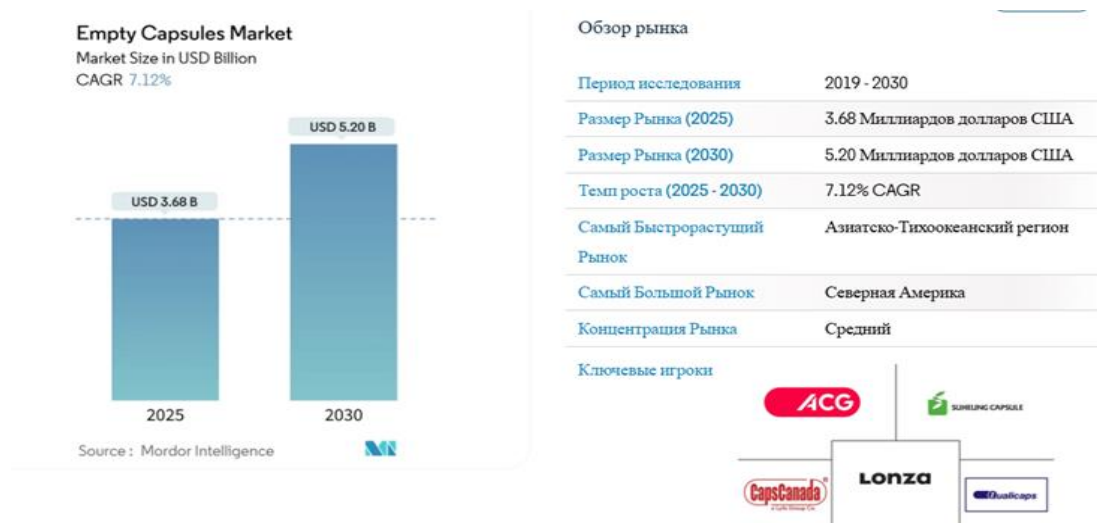 Empty Capsules Market
Market Size in USD Billion
CAGR 7.12%
USD 5.20 B
USD 3.68 B
2025
2030
Source : Mordor Intelligence
Обзор рынка
Период исследования 2019 - 2030
Размер Рынка (2025) 3.68 Миллиардов долларов США
Размер Рынка (2030) 5.20 Миллиардов долларов США
Темп роста (2025 - 2030) 7.12% CAGR
Самый Быстрорастущий Азиатско-Тихоокеанский регион
Рынок
Самый Большой Рынок Северная Америка
Концентрация Рынка Средний
Ключевые игроки
ACG
SUHEUNG CAPSULE
CapsCanada
a Lyfe Group Co.
Lonza
Qualicaps